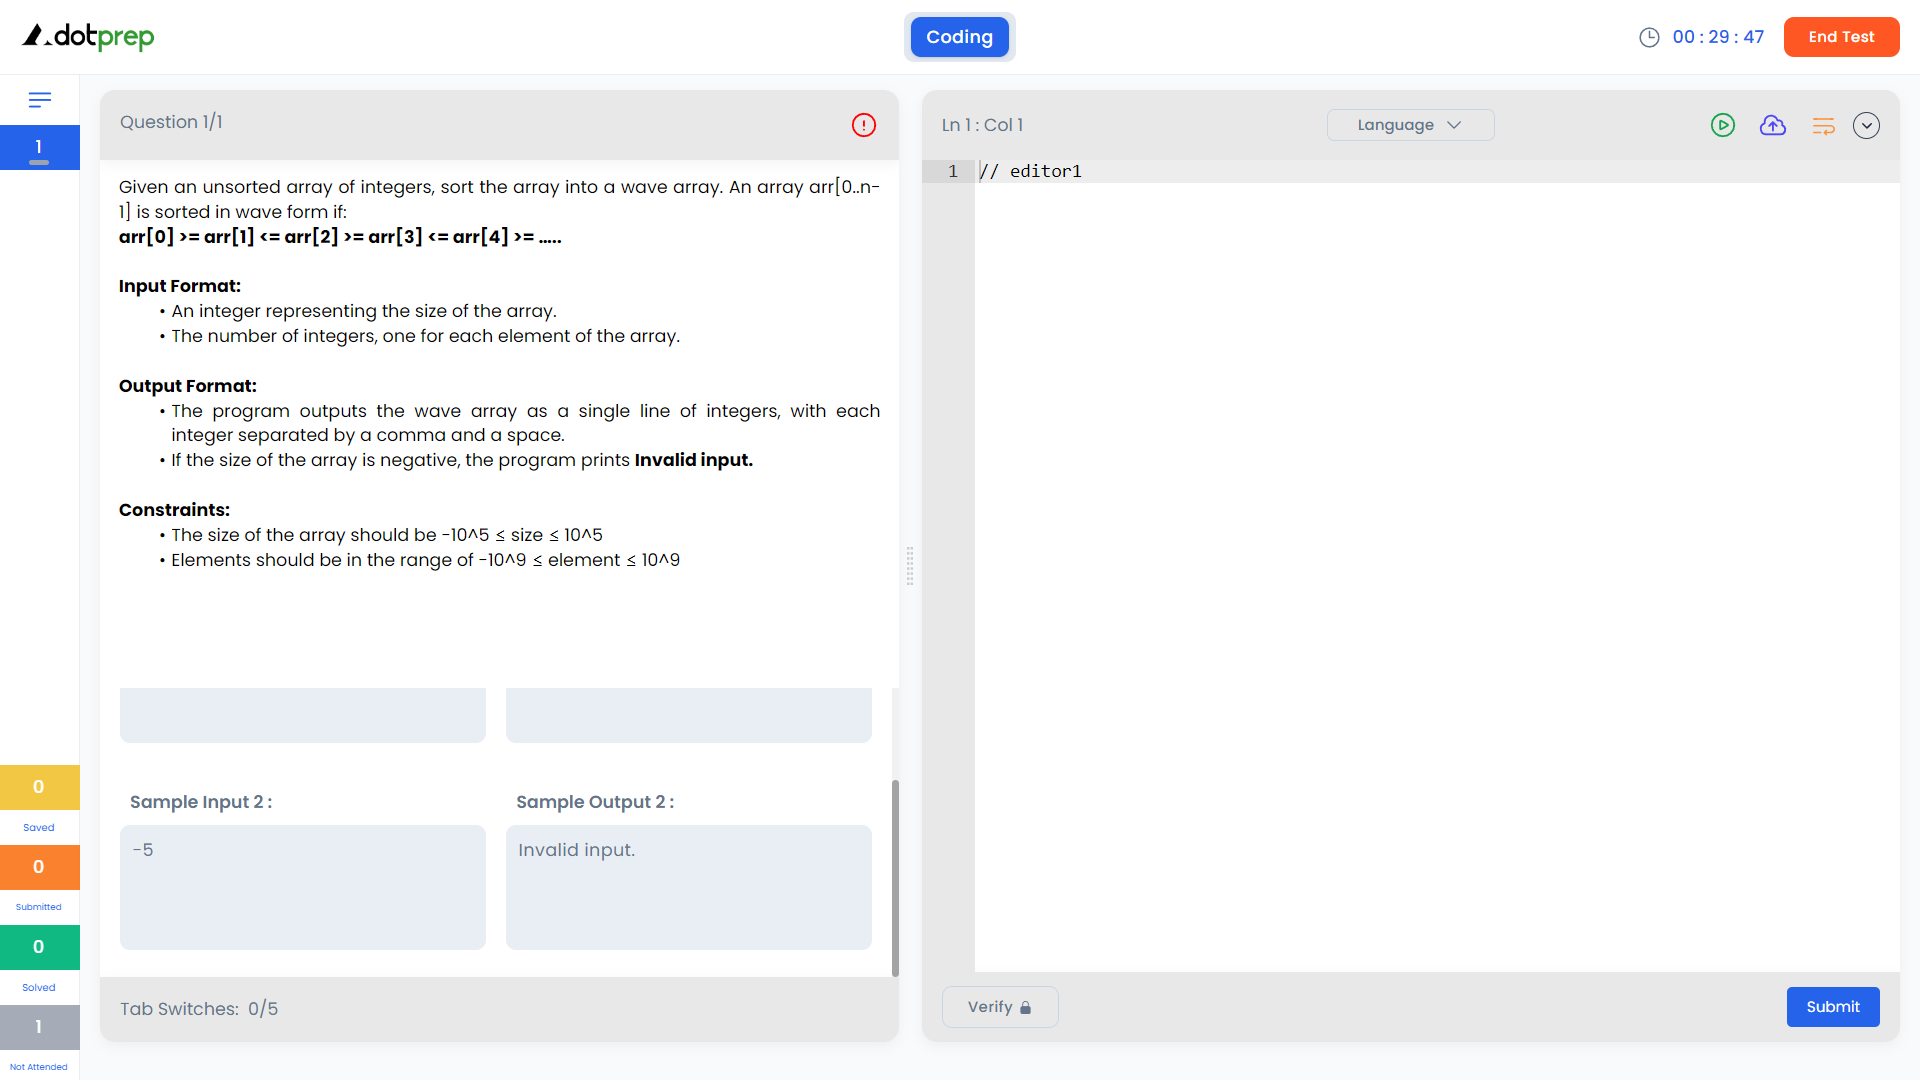 dotprep
Coding
00 : 29 : 47
End Test
1
Question 1/1
Given an unsorted array of integers, sort the array into a wave array. An array arr[0..n-
1] is sorted in wave form if:
arr[0] >= arr[1] <= arr[2] >= arr[3] <= arr[4] >= .....
Input Format:
• An integer representing the size of the array.
• The number of integers, one for each element of the array.
Output Format:
• The program outputs the wave array as a single line of integers, with each
integer separated by a comma and a space.
• If the size of the array is negative, the program prints Invalid input.
Constraints:
• The size of the array should be -10^5 ≤ size ≤ 10^5
• Elements should be in the range of -10^9 ≤ element ≤ 10^9
Sample Input 2 :
Sample Output 2 :
-5
Invalid input.
Tab Switches: 0/5
Ln 1 : Col 1
Language
1
// editor1
Verify
Submit
0
Saved
0
Submitted
0
Solved
1
Not Attended